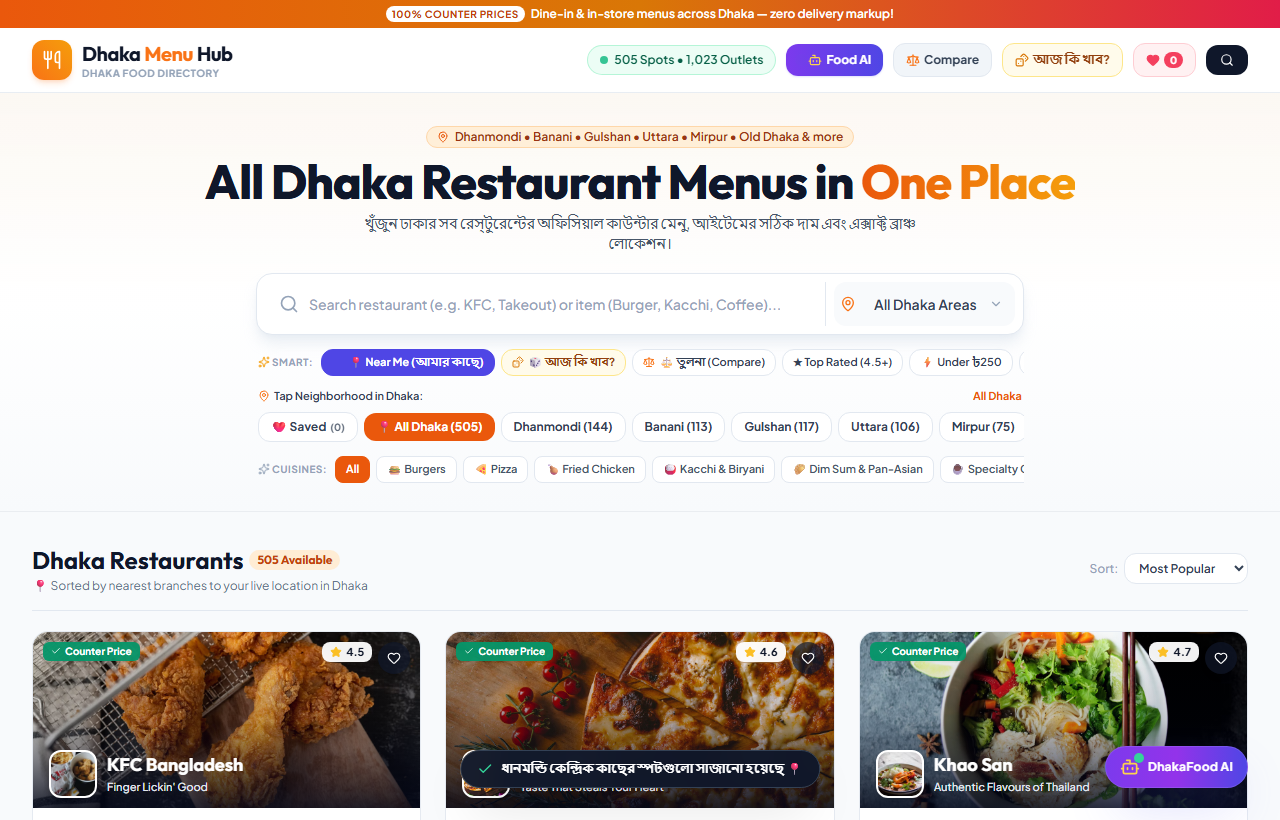 100% COUNTER PRICES Dine-in & in-store menus across Dhaka — zero delivery markup!
Dhaka Menu Hub
DHAKA FOOD DIRECTORY
505 Spots • 1,023 Outlets
Food AI
Compare
আজ কি খাব?
0
Dhanmondi • Banani • Gulshan • Uttara • Mirpur • Old Dhaka & more
All Dhaka Restaurant Menus in One Place
খুঁজুন ঢাকার সব রেস্টুরেন্টের অফিসিয়াল কাউন্টার মেনু, আইটেমের সঠিক দাম এবং এক্সাক্ট ব্রাঞ্চ
লোকেশন।
Search restaurant (e.g. KFC, Takeout) or item (Burger, Kacchi, Coffee)...
All Dhaka Areas
SMART:
📍 Near Me (আমার কাছে)
🎲 আজ কি খাব?
⚖️ তুলনা (Compare)
★ Top Rated (4.5+)
Under ৳250
Tap Neighborhood in Dhaka:
All Dhaka
Saved (0)
📍 All Dhaka (505)
Dhanmondi (144)
Banani (113)
Gulshan (117)
Uttara (106)
Mirpur (75)
CUISINES:
All
🍔 Burgers
🍕 Pizza
🍗 Fried Chicken
Kacchi & Biryani
🥟 Dim Sum & Pan-Asian
Specialty
Dhaka Restaurants
505 Available
📍 Sorted by nearest branches to your live location in Dhaka
Sort:
Most Popular
Counter Price
4.5
KFC Bangladesh
Finger Lickin' Good
Counter Price
4.6
ধানমন্ডি কেন্দ্রিক কাছের স্পটগুলো সাজানো হয়েছে 📍
Taste That Steals Your Heart
Counter Price
4.7
Khao San
Authentic Flavours of Thailand
DhakaFood AI